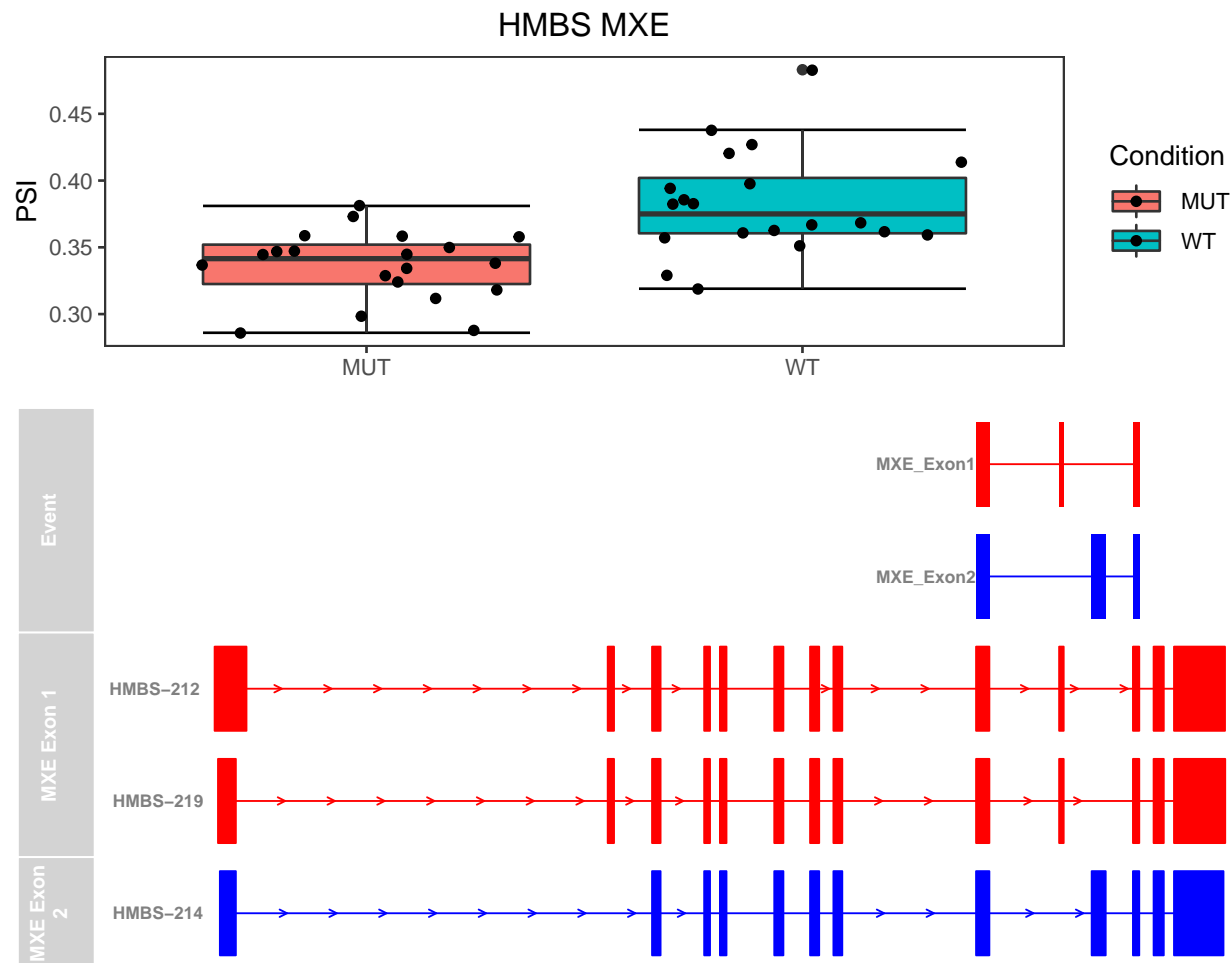 HMBS MXE
PSI
0.45
0.40
0.35
0.30
MUT
WT
Condition
MUT
WT
Event
MXE_Exon1
MXE_Exon2
MXE Exon 1
HMBS−212
HMBS−219
MXE Exon
2
HMBS−214